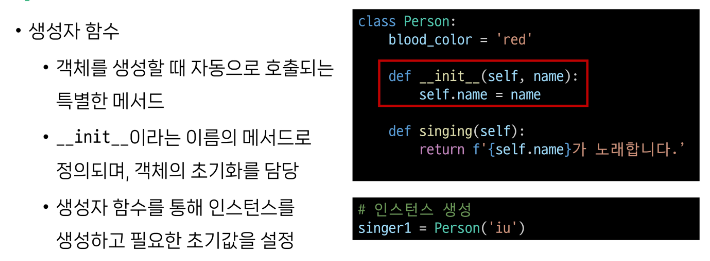 • 생성자 함수
• 객체를 생성할 때 자동으로 호출되는
특별한 메서드
• __init__이라는 이름의 메서드로
정의되며, 객체의 초기화를 담당
• 생성자 함수를 통해 인스턴스를
생성하고 필요한 초기값을 설정
class Person:
    blood_color = 'red'
    def __init__(self, name):
        self.name = name
    def singing(self):
        return f'{self.name}가 노래합니다.’
# 인스턴스 생성
singer1 = Person('iu')